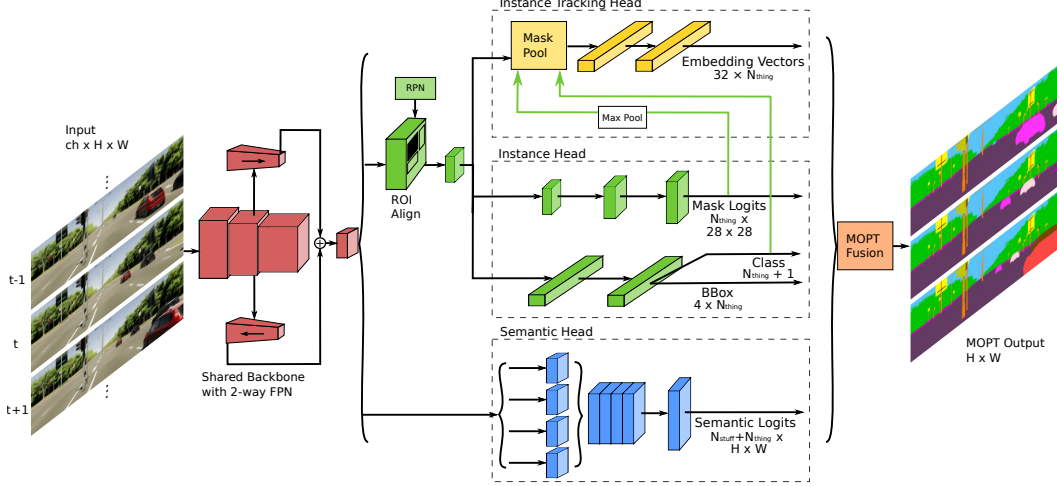 Input
ch x H x W
...
t-1
t
t+1
...
Shared Backbone
with 2-way FPN
RPN
ROI
Align
Instance Tracking Head
Mask
Pool
Embedding Vectors
32 × Nthing
Max Pool
Instance Head
Mask Logits
Nthing x
28 x 28
Class
Nthing + 1
BBox
4 x Nthing
Semantic Head
Semantic Logits
Nstuff+Nthing x
H x W
MOPT
Fusion
MOPT Output
H x W